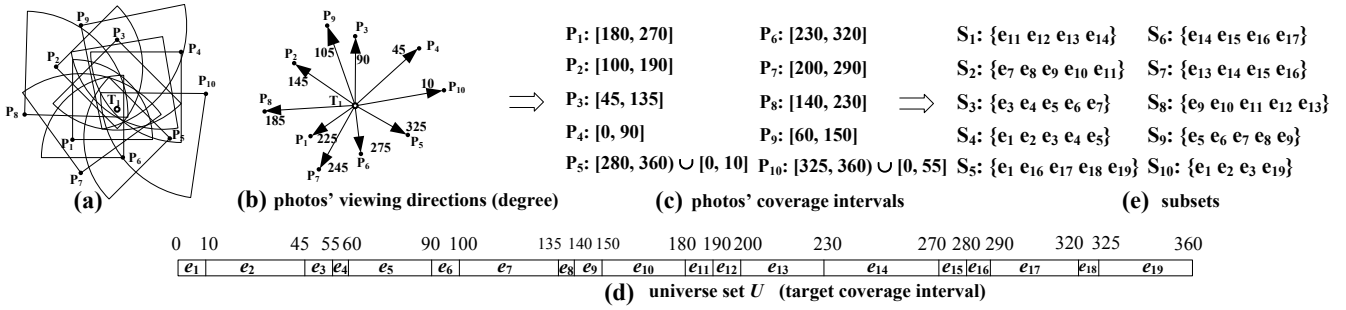 P9
P3
P4
P2
P10
T1
P8
P1
P5
P6
P7
(a)
P9
P3
105
90
45
P4
P2
145
10
P10
P8
T1
185
325
P1
225
P5
275
245
P6
P7
(b) photos' viewing directions (degree)
P1: [180, 270] P6: [230, 320]
P2: [100, 190] P7: [200, 290]
P3: [45, 135] P8: [140, 230]
P4: [0, 90] P9: [60, 150]
P5: [280, 360) ∪ [0, 10] P10: [325, 360) ∪ [0, 55]
(c) photos' coverage intervals
S1: {e11 e12 e13 e14} S6: {e14 e15 e16 e17}
S2: {e7 e8 e9 e10 e11} S7: {e13 e14 e15 e16}
S3: {e3 e4 e5 e6 e7} S8: {e9 e10 e11 e12 e13}
S4: {e1 e2 e3 e4 e5} S9: {e5 e6 e7 e8 e9}
S5: {e1 e16 e17 e18 e19} S10: {e1 e2 e3 e19}
(e) subsets
0 10 45 55 60 90 100 135 140 150 180 190 200 230 270 280 290 320 325 360
e1 e2 e3 e4 e5 e6 e7 e8 e9 e10 e11 e12 e13 e14 e15 e16 e17 e18 e19
(d) universe set U (target coverage interval)